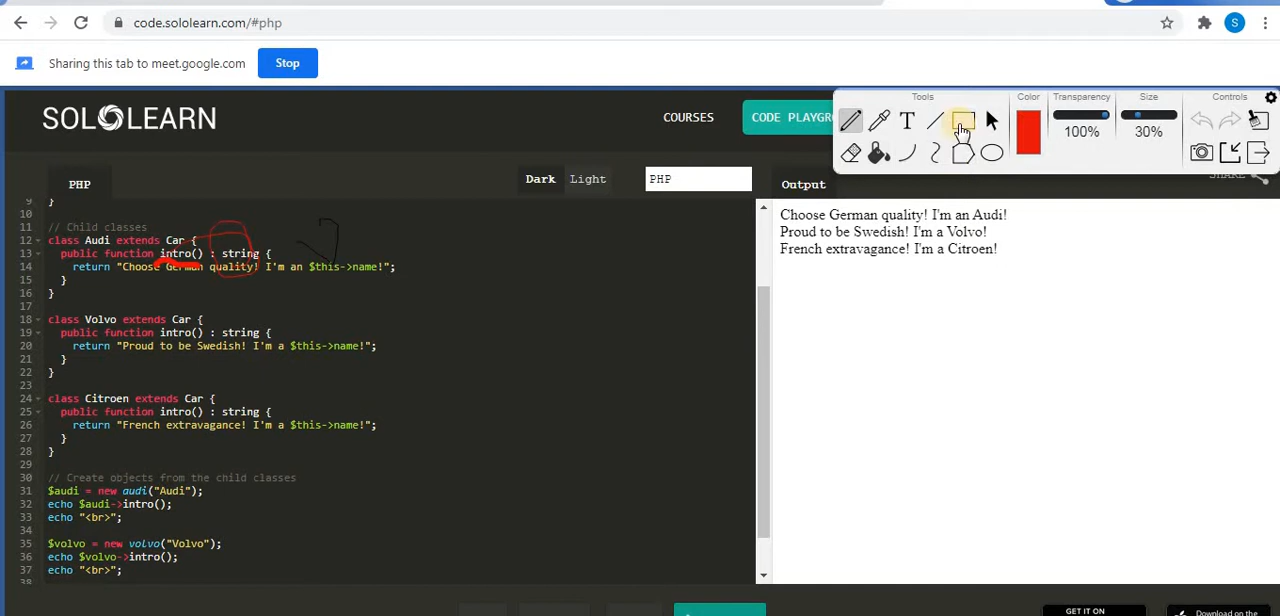 code.sololearn.com/#php
S
Sharing this tab to meet.google.com
Stop
SOLOLEARN
COURSES
CODE PLAYGR
Tools
Color
Transparency
Size
Controls
T
100%
30%
PHP
Dark
Light
PHP
Output
SHARE
9 }
10
11 // Child classes
12 class Audi extends Car {
13 public function intro() : string {
14 return "Choose German quality! I'm an $this->name!";
15 }
16 }
17
18 class Volvo extends Car {
19 public function intro() : string {
20 return "Proud to be Swedish! I'm a $this->name!";
21 }
22 }
23
24 class Citroen extends Car {
25 public function intro() : string {
26 return "French extravagance! I'm a $this->name!";
27 }
28 }
29
30 // Create objects from the child classes
31 $audi = new audi("Audi");
32 echo $audi->intro();
33 echo "<br>";
34
35 $volvo = new volvo("Volvo");
36 echo $volvo->intro();
37 echo "<br>";
38
Choose German quality! I'm an Audi!
Proud to be Swedish! I'm a Volvo!
French extravagance! I'm a Citroen!
GET IT ON
Download on the